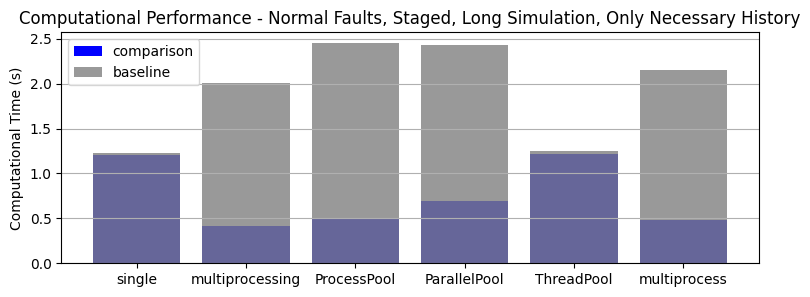 Computational Performance - Normal Faults, Staged, Long Simulation, Only Necessary History
comparison
baseline
Computational Time (s)
2.5
2.0
1.5
1.0
0.5
0.0
single multiprocessing ProcessPool ParallelPool ThreadPool multiprocess